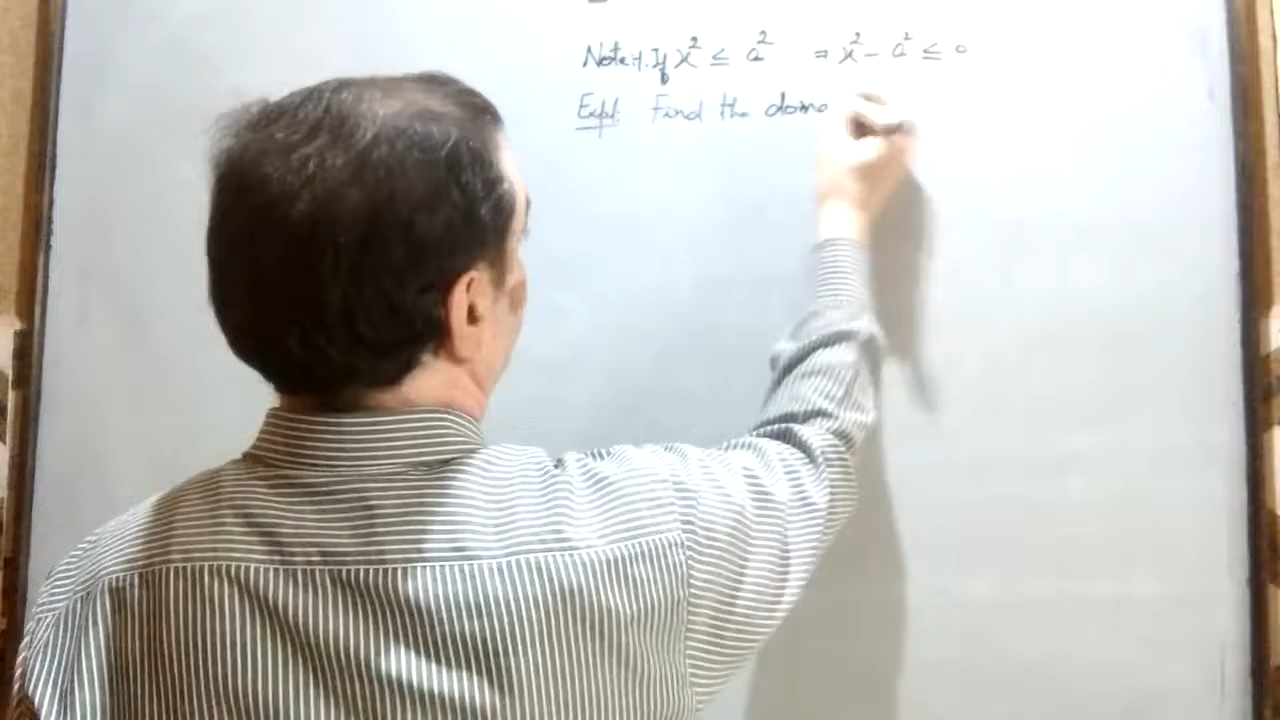 Note:1. If x² ≤ a² ⇒ x² - a² ≤ 0
Expl: Find the doma